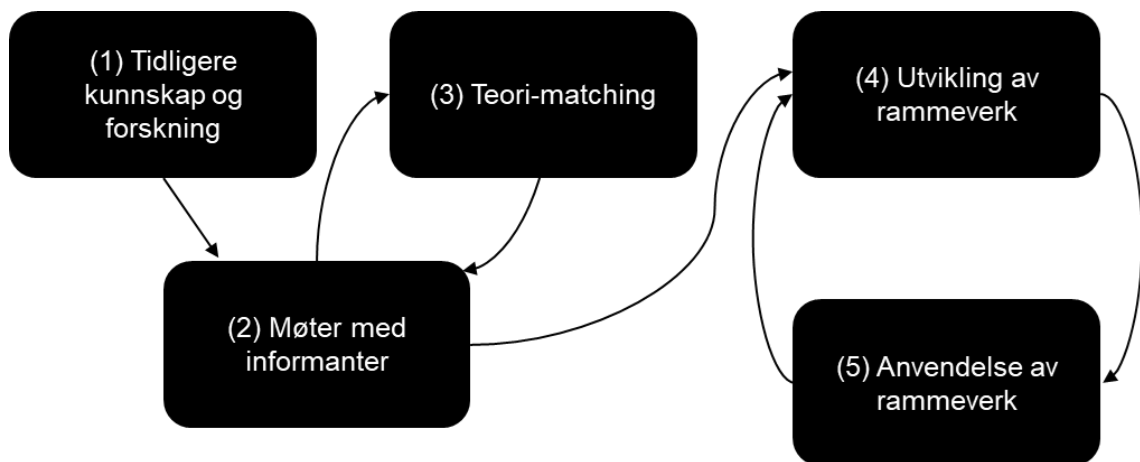 (1) Tidligere
kunnskap og
forskning
(3) Teori-matching
(4) Utvikling av
rammeverk
(2) Møter med
informanter
(5) Anvendelse av
rammeverk